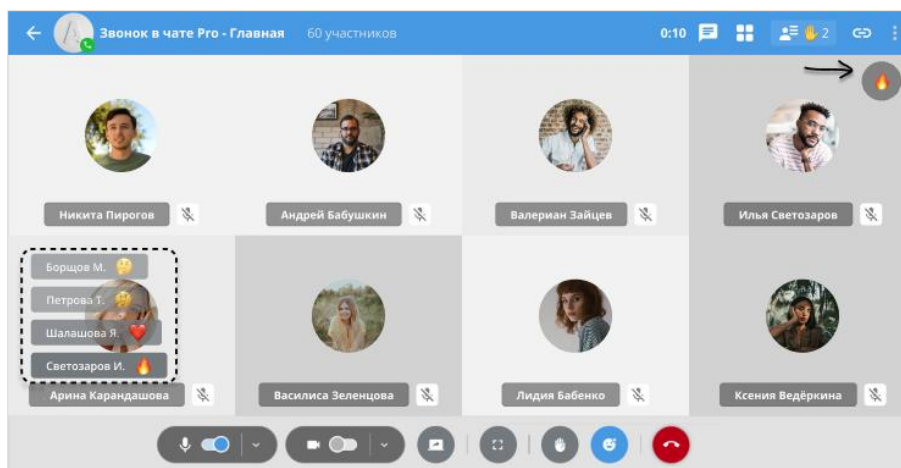 Звонок в чате Pro - Главная 60 участников 0:10 2
Никита Пирогов Андрей Бабушкин Валериан Зайцев Илья Светозаров
Борщов М.
Петрова Т.
Шалашова Я.
Светозаров И.
Арина Карандашова Василиса Зеленцова Лидия Бабенко Ксения Ведёркина